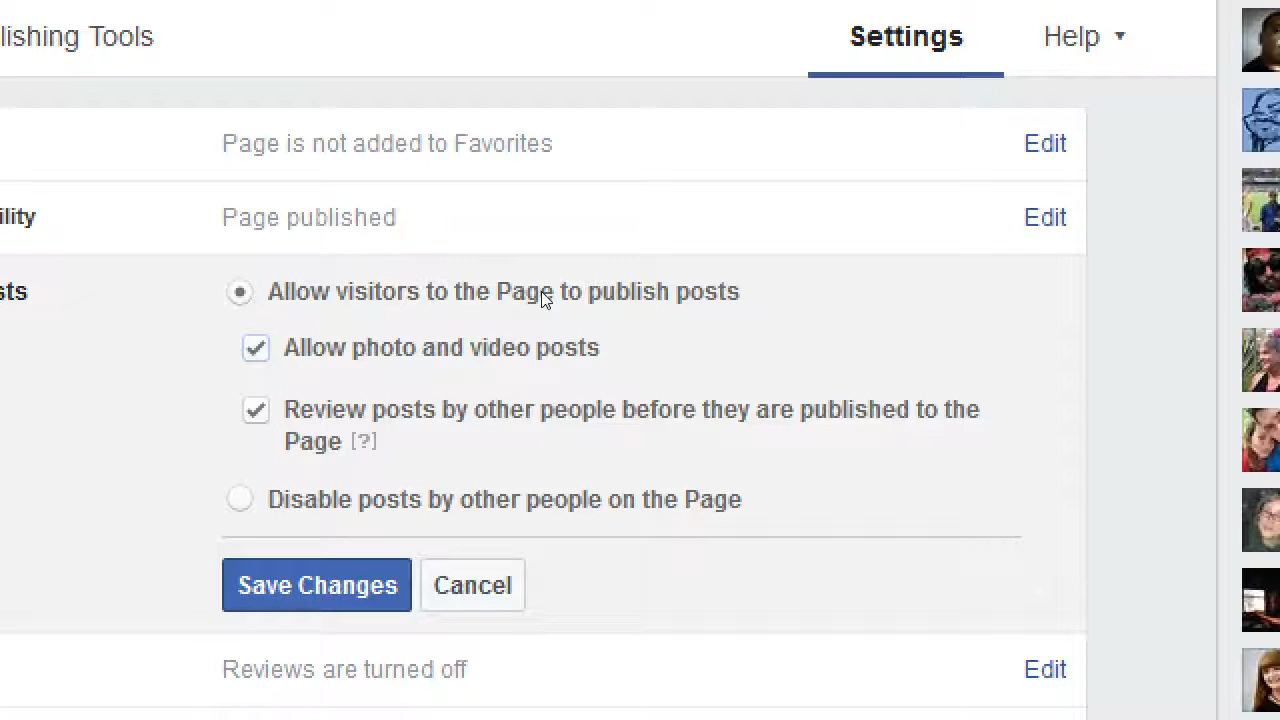 lishing Tools
Settings
Help
Page is not added to Favorites
Edit
ility
Page published
Edit
sts
Allow visitors to the Page to publish posts
Allow photo and video posts
Review posts by other people before they are published to the
Page [?]
Disable posts by other people on the Page
Save Changes
Cancel
Reviews are turned off
Edit